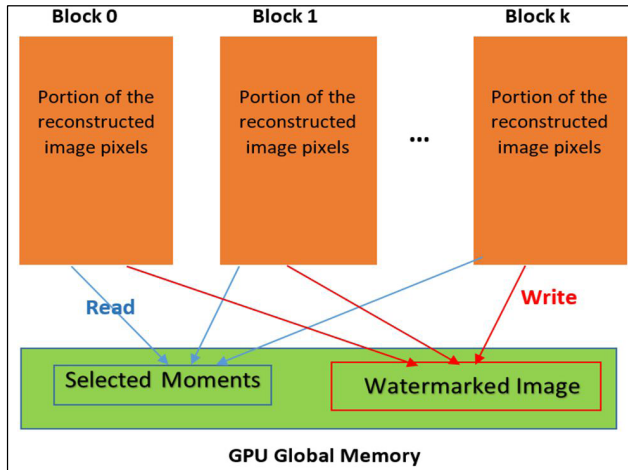 Block 0 Block 1 Block k
Portion of the reconstructed image pixels
Portion of the reconstructed image pixels
...
Portion of the reconstructed image pixels
Read
Write
Selected Moments
Watermarked Image
GPU Global Memory